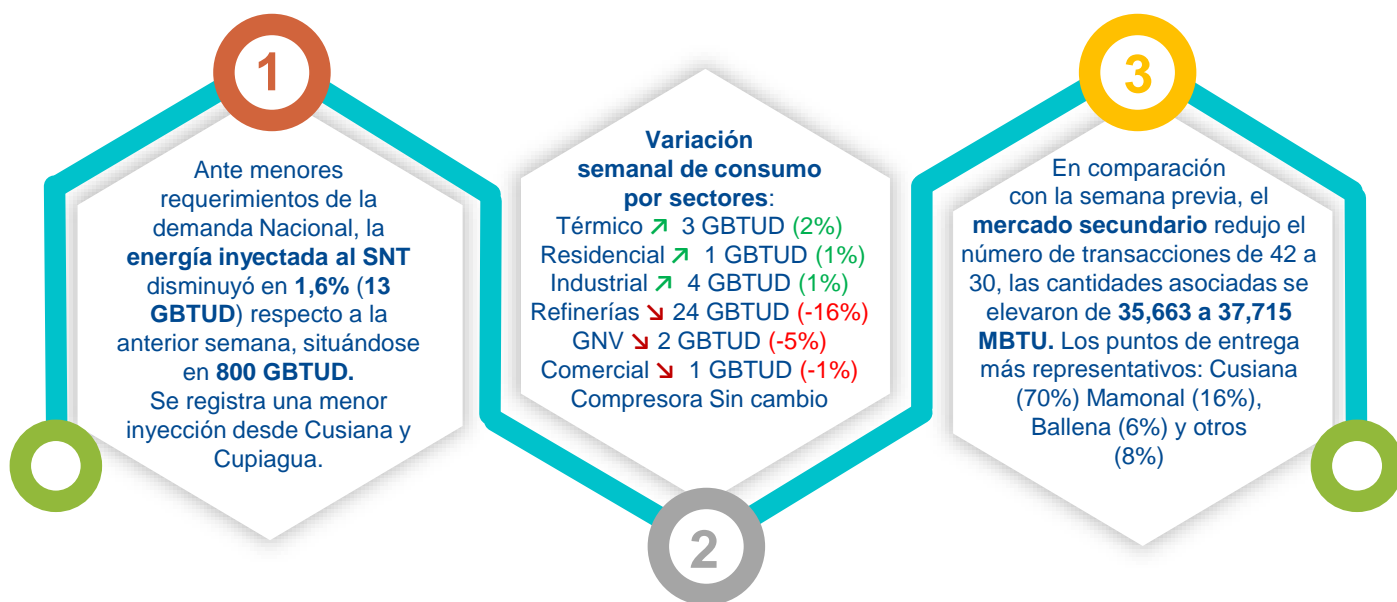 1
Ante menores
requerimientos de la
demanda Nacional, la
energía inyectada al SNT
disminuyó en 1,6% (13
GBTUD) respecto a la
anterior semana, situándose
en 800 GBTUD.
Se registra una menor
inyección desde Cusiana y
Cupiagua.
Variación
semanal de consumo
por sectores:
Térmico ↗ 3 GBTUD (2%)
Residencial ↗ 1 GBTUD (1%)
Industrial ↗ 4 GBTUD (1%)
Refinerías ↘ 24 GBTUD (-16%)
GNV ↘ 2 GBTUD (-5%)
Comercial ↘ 1 GBTUD (-1%)
Compresora Sin cambio
2
3
En comparación
con la semana previa, el
mercado secundario redujo el
número de transacciones de 42 a
30, las cantidades asociadas se
elevaron de 35,663 a 37,715
MBTU. Los puntos de entrega
más representativos: Cusiana
(70%) Mamonal (16%),
Ballena (6%) y otros
(8%)